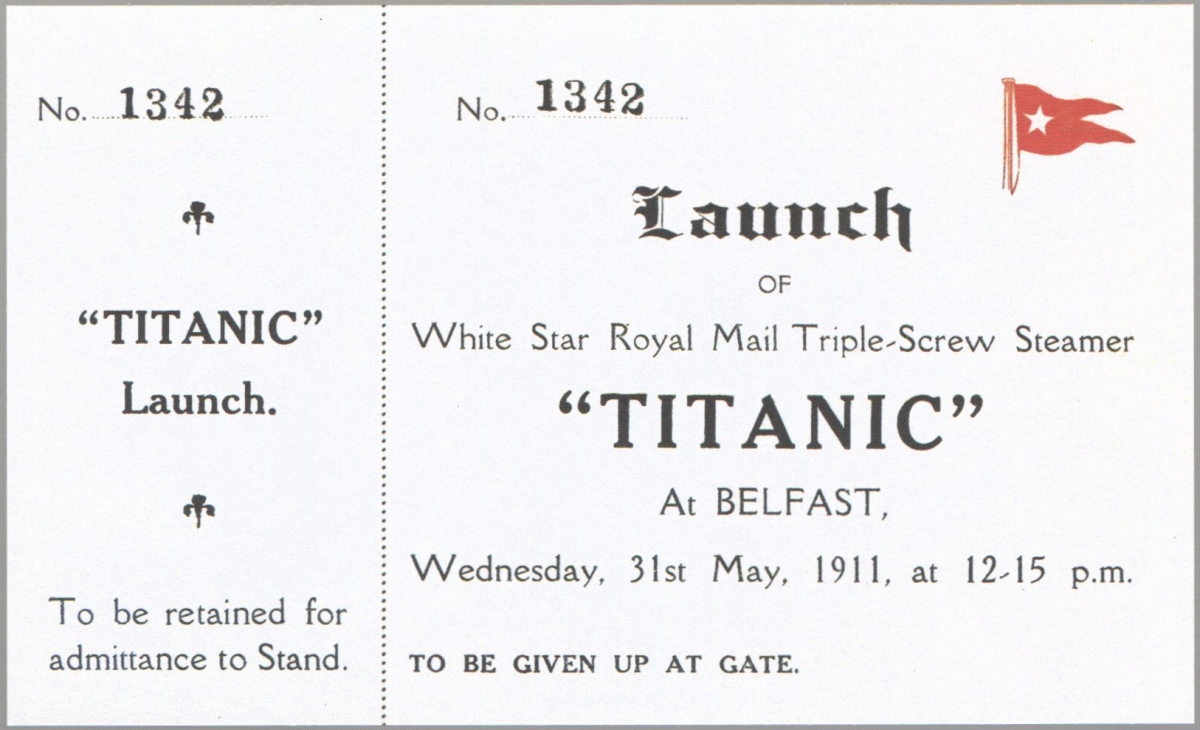 No. 1342
"TITANIC"
Launch.
To be retained for
admittance to Stand.
No. 1342
Launch
OF
White Star Royal Mail Triple-Screw Steamer
"TITANIC"
At BELFAST,
Wednesday, 31st May, 1911, at 12-15 p.m.
TO BE GIVEN UP AT GATE.